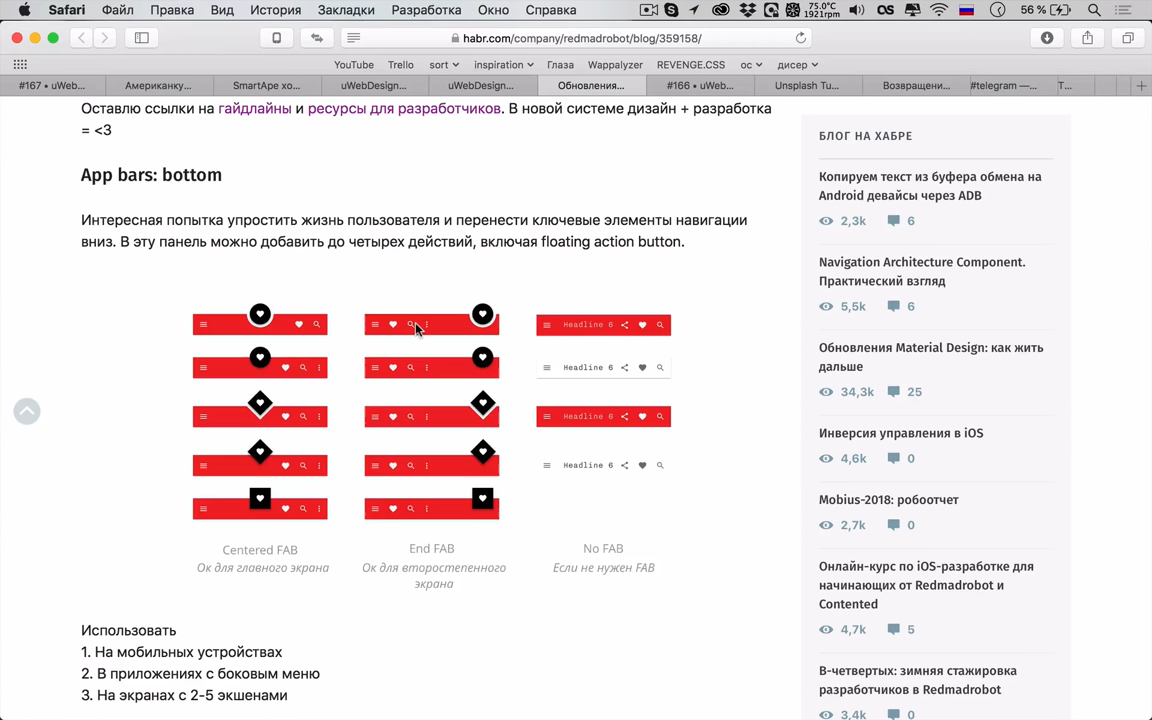 Safari Файл Правка Вид История Закладки Разработка Окно Справка 75.0°C 1921rpm 56 %
habr.com/company/redmadrobot/blog/359158/
YouTube Trello sort inspiration Глаза Wappalyzer REVENGE.CSS ос дисер
#167 • uWeb... Американку... SmartApe хо... uWebDesign... uWebDesign... Обновления... #166 • uWeb... Unsplash Tu... Возвращени... #telegram —... T...
Оставлю ссылки на гайдлайны и ресурсы для разработчиков. В новой системе дизайн + разработка
= <3
App bars: bottom
Интересная попытка упростить жизнь пользователя и перенести ключевые элементы навигации
вниз. В эту панель можно добавить до четырех действий, включая floating action button.
Headline 6
Headline 6
Headline 6
Headline 6
Centered FAB
Ок для главного экрана
End FAB
Ок для второстепенного
экрана
No FAB
Если не нужен FAB
Использовать
1. На мобильных устройствах
2. В приложениях с боковым меню
3. На экранах с 2-5 экшенами
БЛОГ НА ХАБРЕ
Копируем текст из буфера обмена на
Android девайсы через ADB
2,3k 6
Navigation Architecture Component.
Практический взгляд
5,5k 6
Обновления Material Design: как жить
дальше
34,3k 25
Инверсия управления в iOS
4,6k 0
Mobius-2018: робоотчет
2,7k 0
Онлайн-курс по iOS-разработке для
начинающих от Redmadrobot и
Contented
4,7k 5
В-четвертых: зимняя стажировка
разработчиков в Redmadrobot
3,4k 0